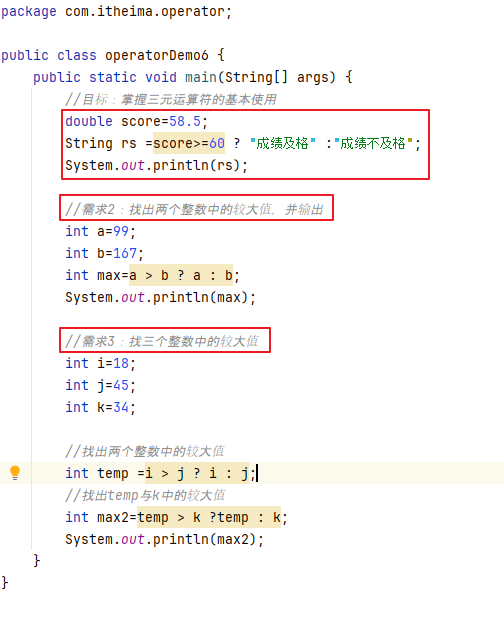 package com.itheima.operator;
public class operatorDemo6 {
public static void main(String[] args) {
//目标：掌握三元运算符的基本使用
double score=58.5;
String rs =score>=60 ? "成绩及格" :"成绩不及格";
System.out.println(rs);
//需求2：找出两个整数中的较大值，并输出
int a=99;
int b=167;
int max=a > b ? a : b;
System.out.println(max);
//需求3：找三个整数中的较大值
int i=18;
int j=45;
int k=34;
//找出两个整数中的较大值
int temp =i > j ? i : j;
//找出temp与k中的较大值
int max2=temp > k ?temp : k;
System.out.println(max2);
}
}